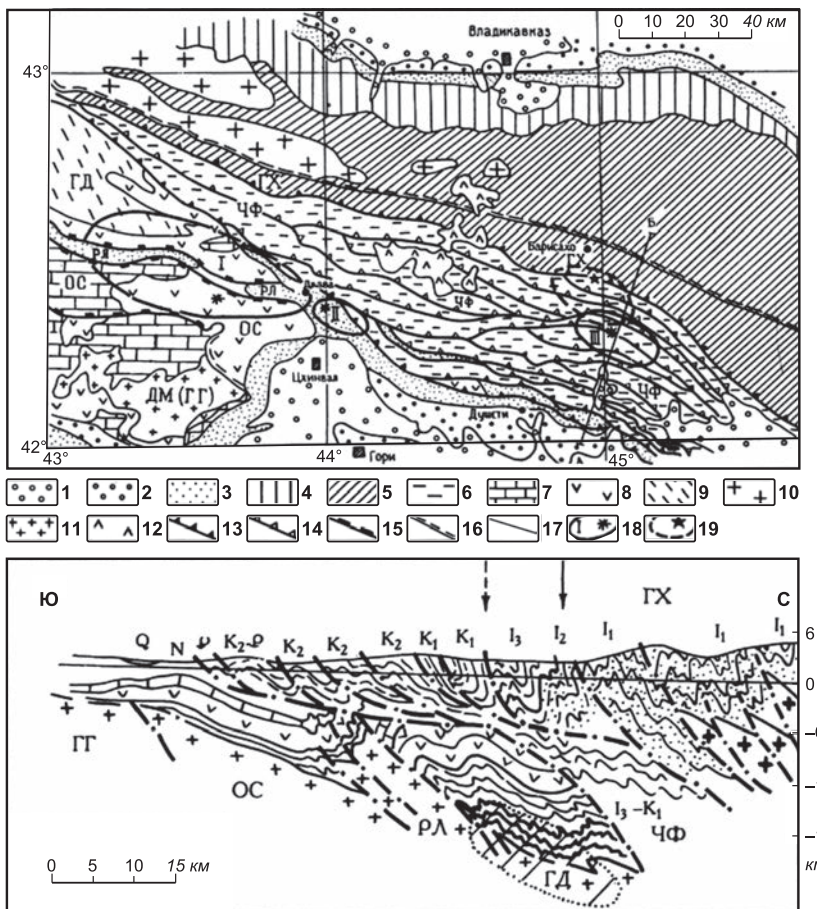 Владикавказ
0 10 20 30 40 км
43°
ГД
ГХ
ЧФ
Б.
Барисахо
ГХ
РЛ
I
ОС
РЛ
Джава
ЧФ
II
III
ОС
Цхинвал
ЧФ
ДМ (ГГ)
Душети
42°
43°
44°
Гори
45°
1 2 3 4 5 6 7 8 9 10
11 12 13 14 15 16 17 I 18 19
Ю
ГХ
С
Q N K₂ K₂ K₂ K₂ K₁ K₁ I₃ I₂ I₁ I₁ I₁
6
0
ГГ
ОС
РЛ
I₃–K₁
ЧФ
ГД
0 5 10 15 км